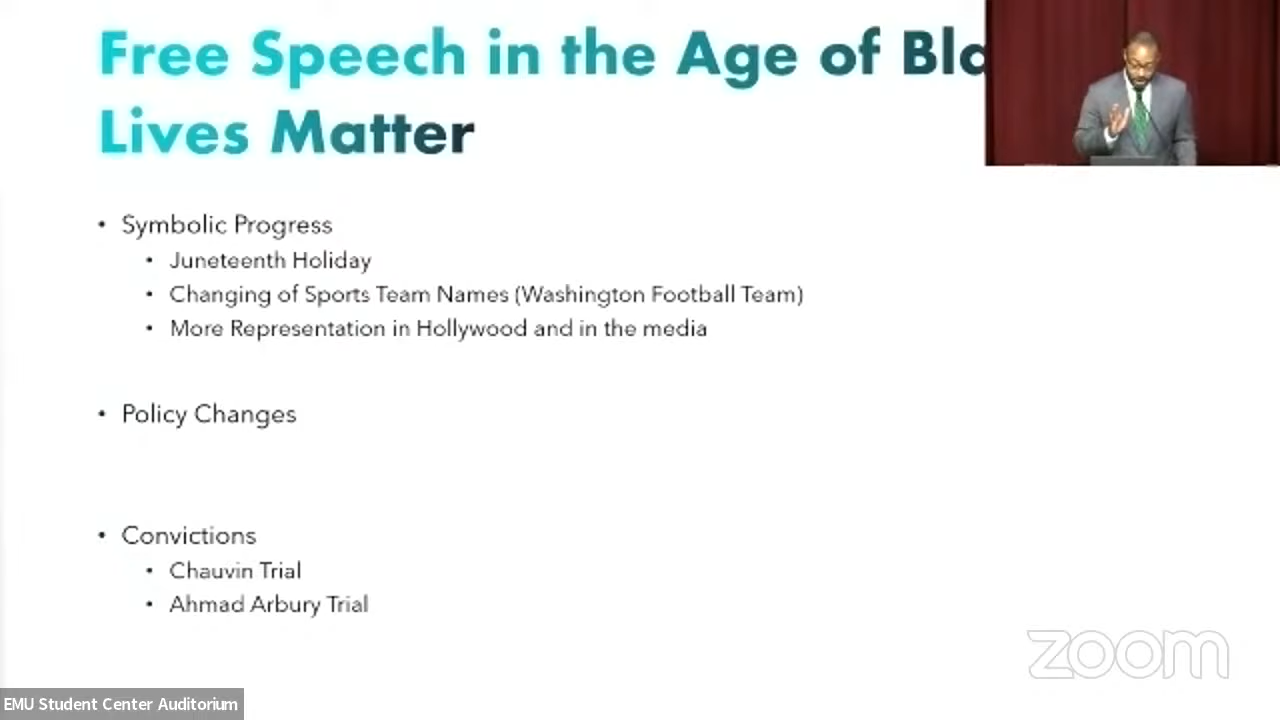 Free Speech in the Age of
Lives Matter
• Symbolic Progress
• Juneteenth Holiday
• Changing of Sports Team Names (Washington Football Team)
• More Representation in Hollywood and in the media
• Policy Changes
• Convictions
• Chauvin Trial
• Ahmad Arbury Trial
zoom
EMU Student Center Auditorium